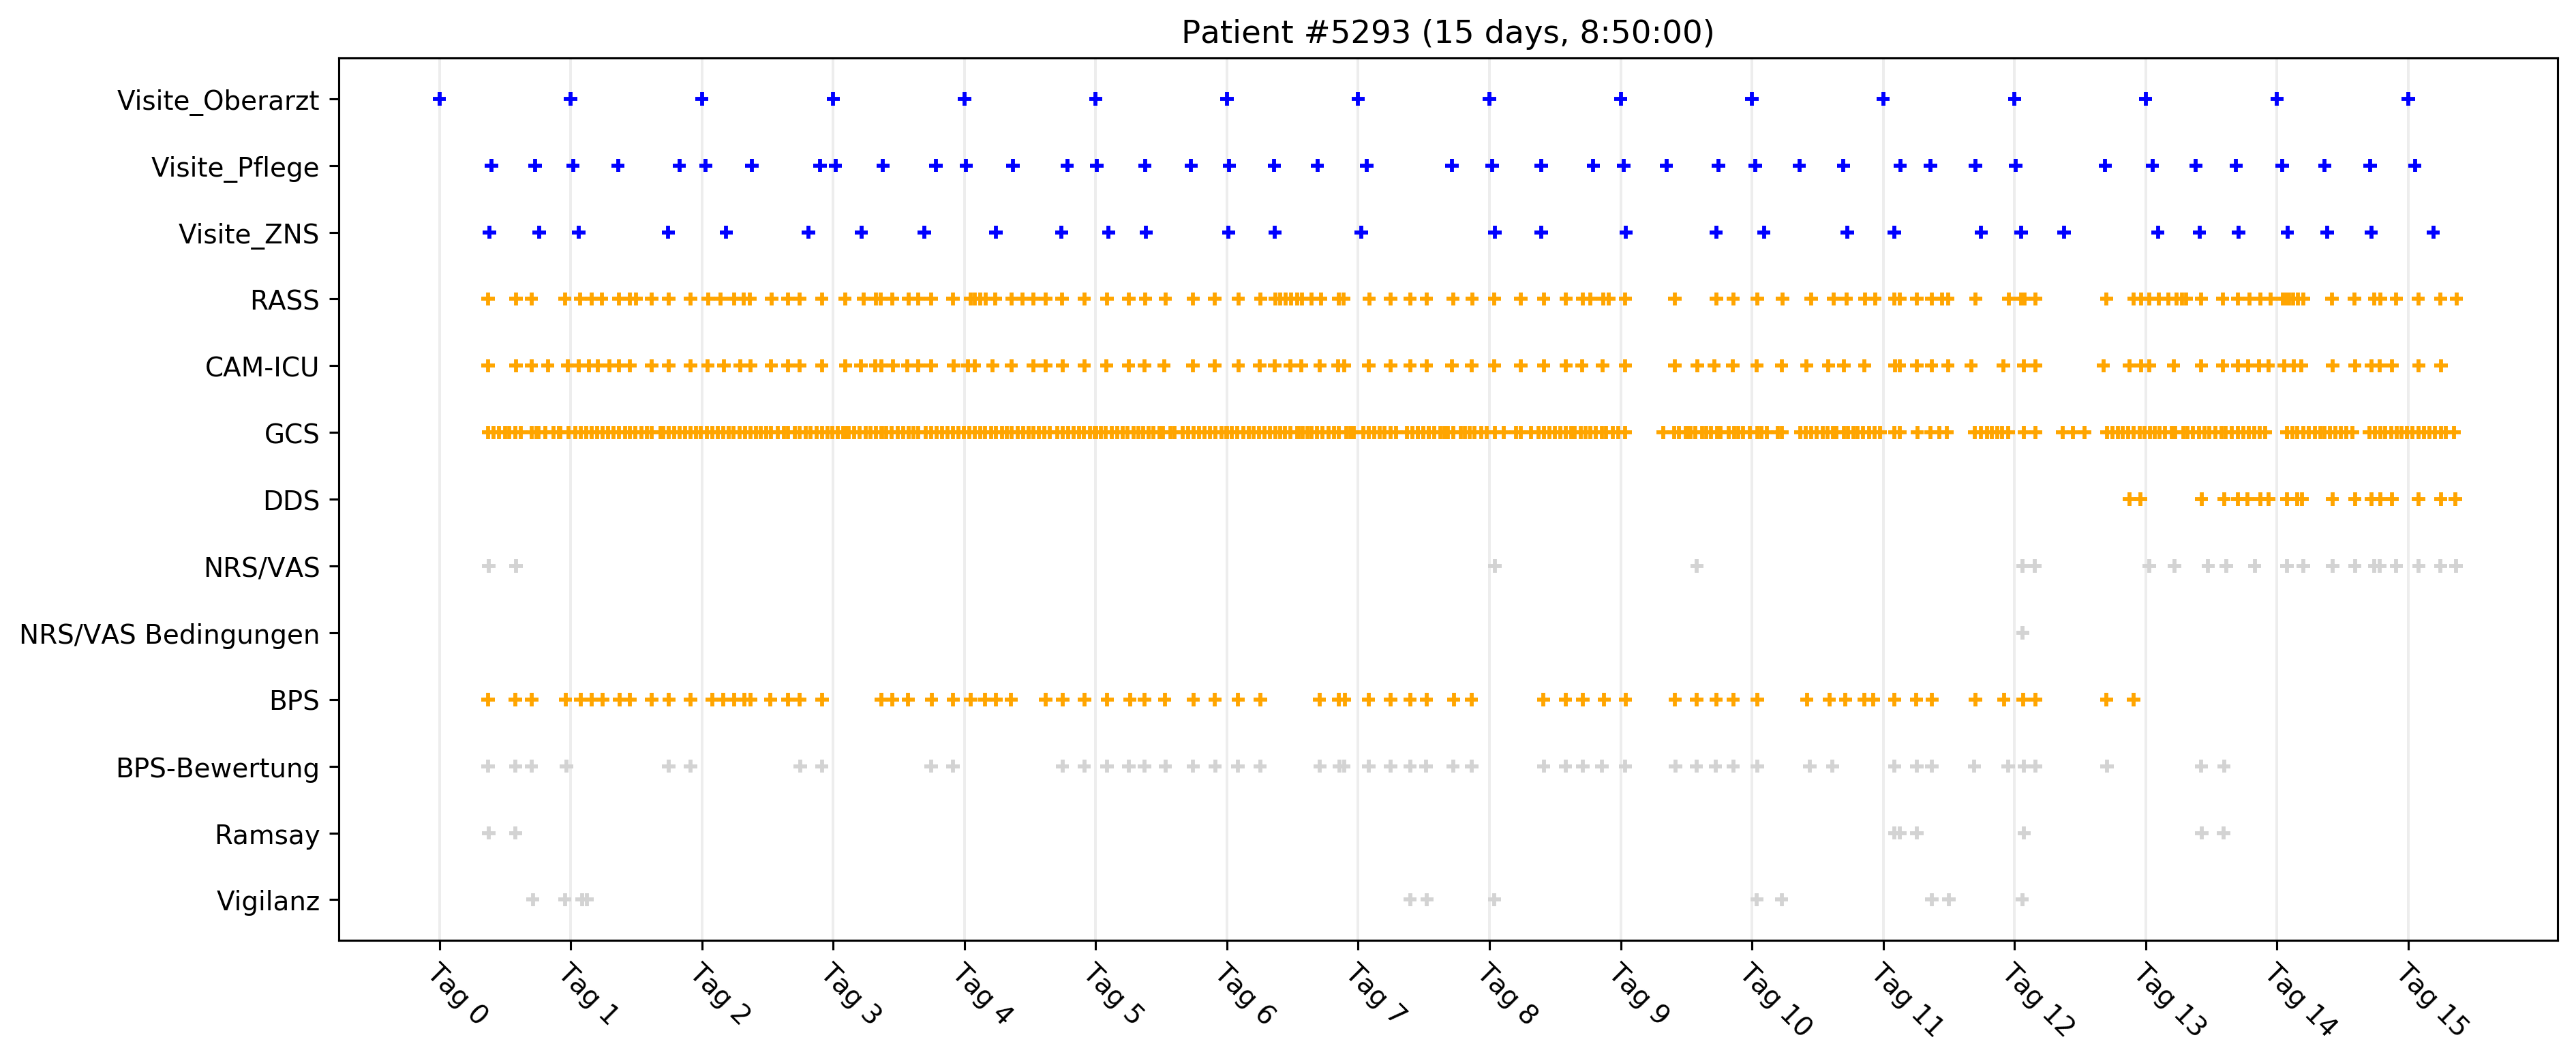 Patient #5293 (15 days, 8:50:00)
Visite_Oberarzt
Visite_Pflege
Visite_ZNS
RASS
CAM-ICU
GCS
DDS
NRS/VAS
NRS/VAS Bedingungen
BPS
BPS-Bewertung
Ramsay
Vigilanz
Tag 0
Tag 1
Tag 2
Tag 3
Tag 4
Tag 5
Tag 6
Tag 7
Tag 8
Tag 9
Tag 10
Tag 11
Tag 12
Tag 13
Tag 14
Tag 15